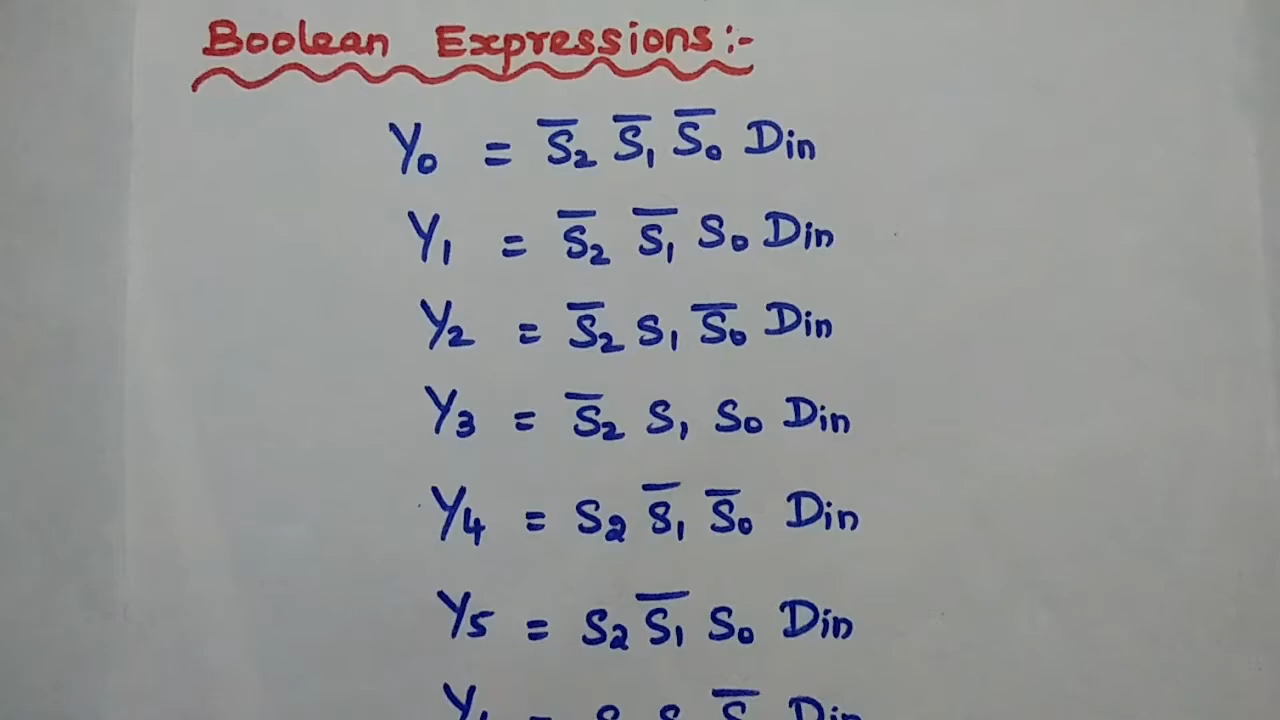 Boolean Expressions:-
Y₀ = S̅₂ S̅₁ S̅₀ Din
Y₁ = S̅₂ S̅₁ S₀ Din
Y₂ = S̅₂ S₁ S̅₀ Din
Y₃ = S̅₂ S₁ S₀ Din
Y₄ = S₂ S̅₁ S̅₀ Din
Y₅ = S₂ S̅₁ S₀ Din